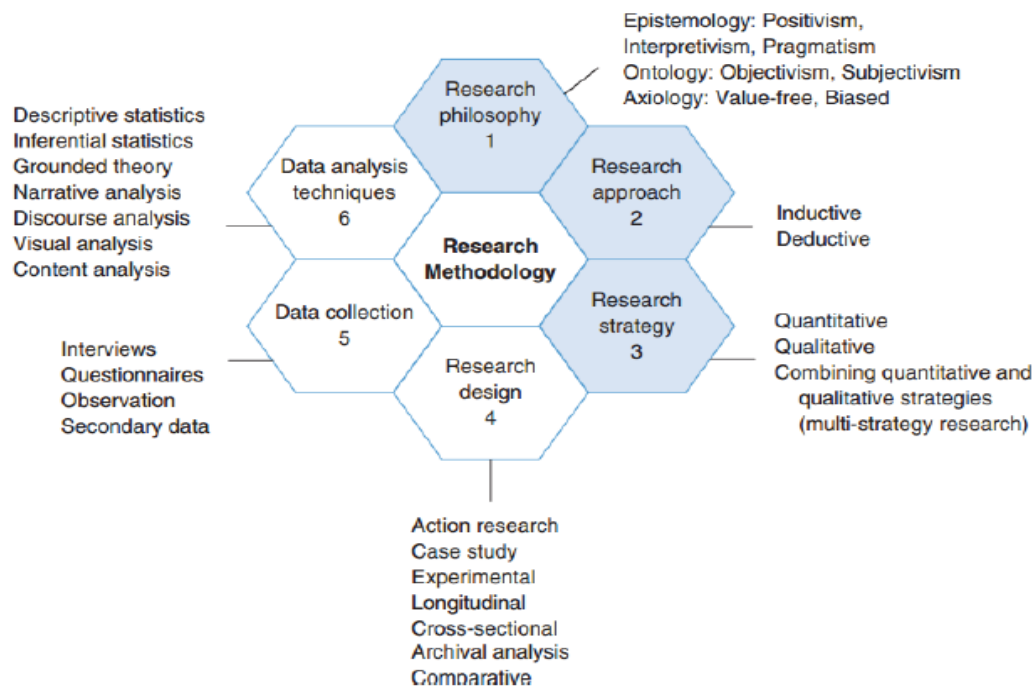 Epistemology: Positivism,
Interpretivism, Pragmatism
Ontology: Objectivism, Subjectivism
Axiology: Value-free, Biased
Research
philosophy
1
Research
approach
2
Inductive
Deductive
Research
strategy
3
Quantitative
Qualitative
Combining quantitative and
qualitative strategies
(multi-strategy research)
Research
design
4
Action research
Case study
Experimental
Longitudinal
Cross-sectional
Archival analysis
Comparative
Data collection
5
Interviews
Questionnaires
Observation
Secondary data
Data analysis
techniques
6
Descriptive statistics
Inferential statistics
Grounded theory
Narrative analysis
Discourse analysis
Visual analysis
Content analysis
Research
Methodology